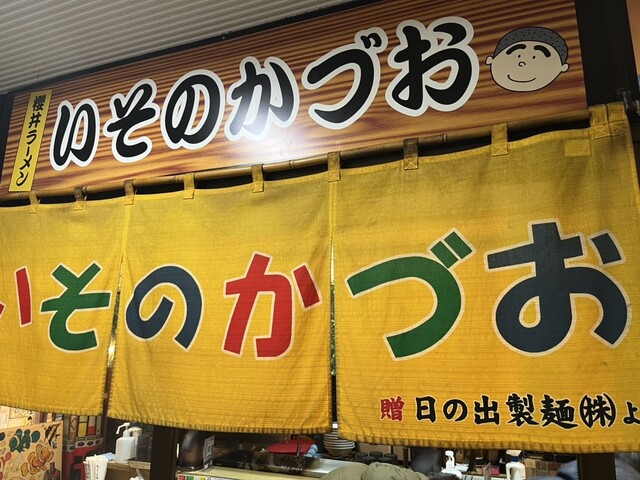 櫻井ラーメン
いそのかづお
いそのかづお
贈 日の出製麺㈱よ